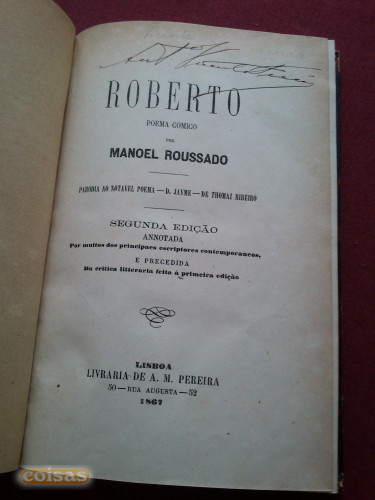 ROBERTO
POEMA COMICO
POR
MANOEL ROUSSADO
PARODIA AO NOTAVEL POEMA — D. JAYME — DE THOMAZ RIBEIRO
SEGUNDA EDIÇÃO
ANNOTADA
Por muitos dos principaes escriptores contemporaneos,
E PRECEDIDA
Da critica litteraria feita á primeira edição
LISBOA
LIVRARIA DE A. M. PEREIRA
50 — RUA AUGUSTA — 52
1867
coisas